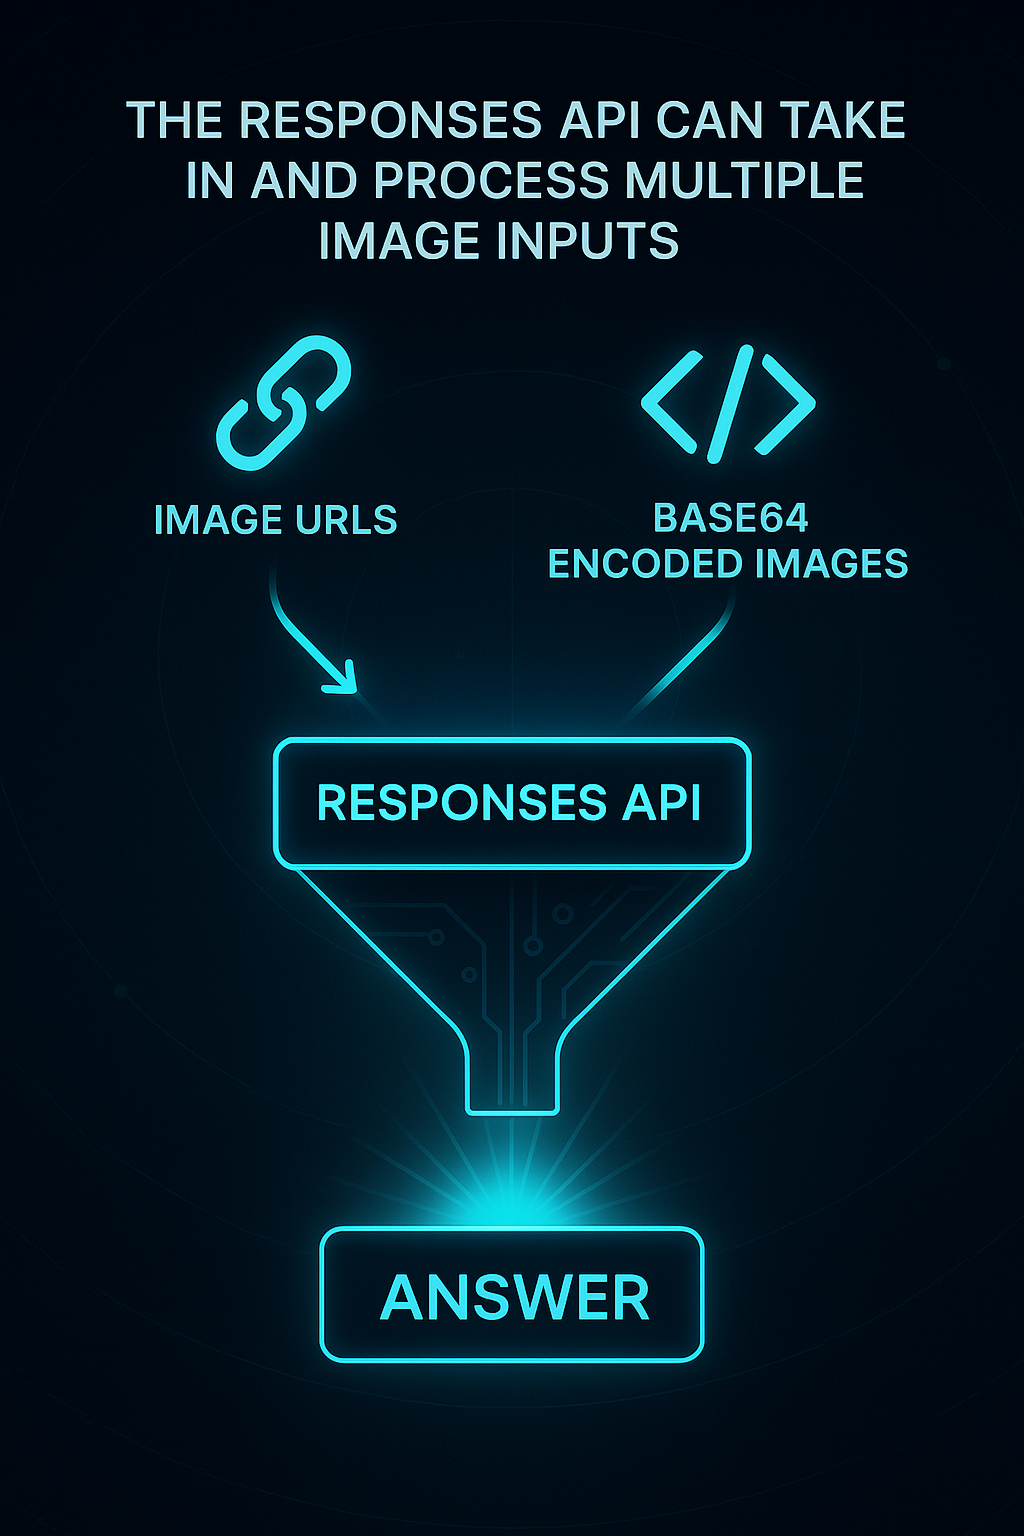 THE RESPONSES API CAN TAKE
IN AND PROCESS MULTIPLE
IMAGE INPUTS
IMAGE URLS
BASE64
ENCODED IMAGES
RESPONSES API
ANSWER